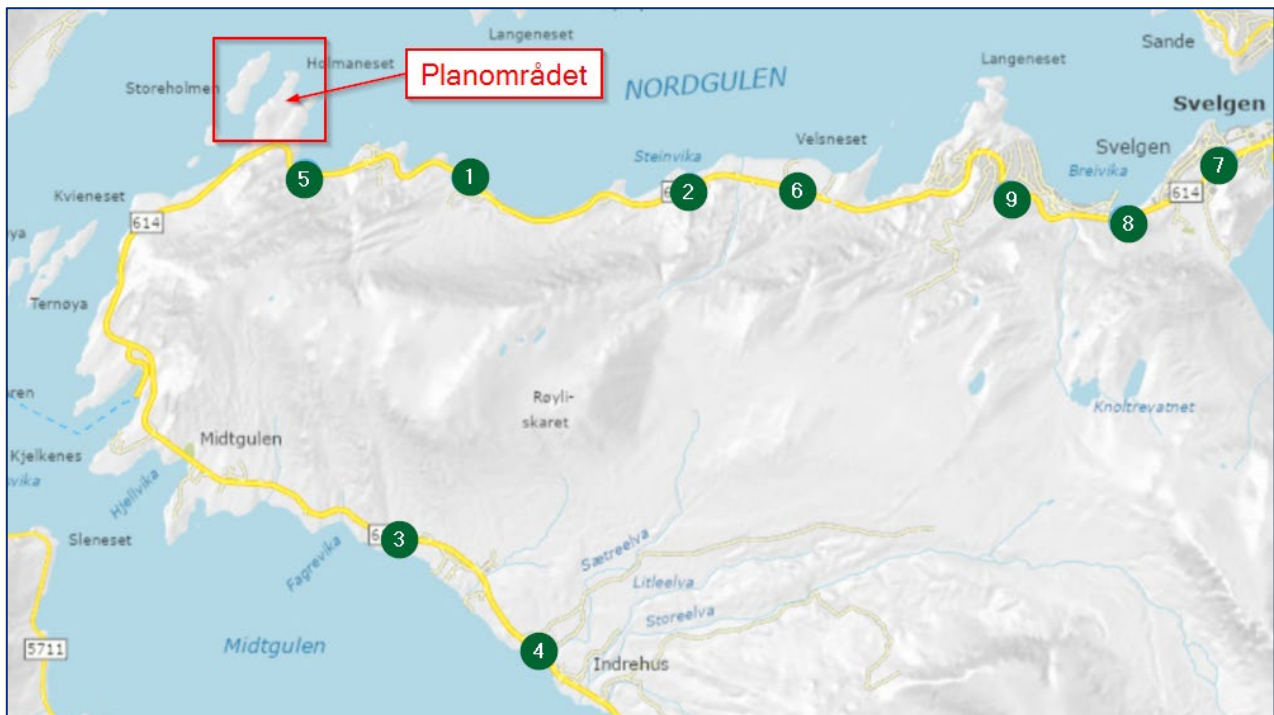 Langeneset
Sande
Holmaneset
Planområdet
Langeneset
Storeholmen
NORDGULEN
Svelgen
Velsneset
Svelgen
Steinvika
Breivika
7
5
1
2
6
614
Kvieneset
9
8
614
Ternøya
Røyli-
skaret
Knoltrevatnet
Midtgulen
Kjelkenes
Hjellvika
Sleneset
3
Fagrevika
Sætreelva
Litleelva
Storeelva
Midtgulen
4
5711
Indrehus